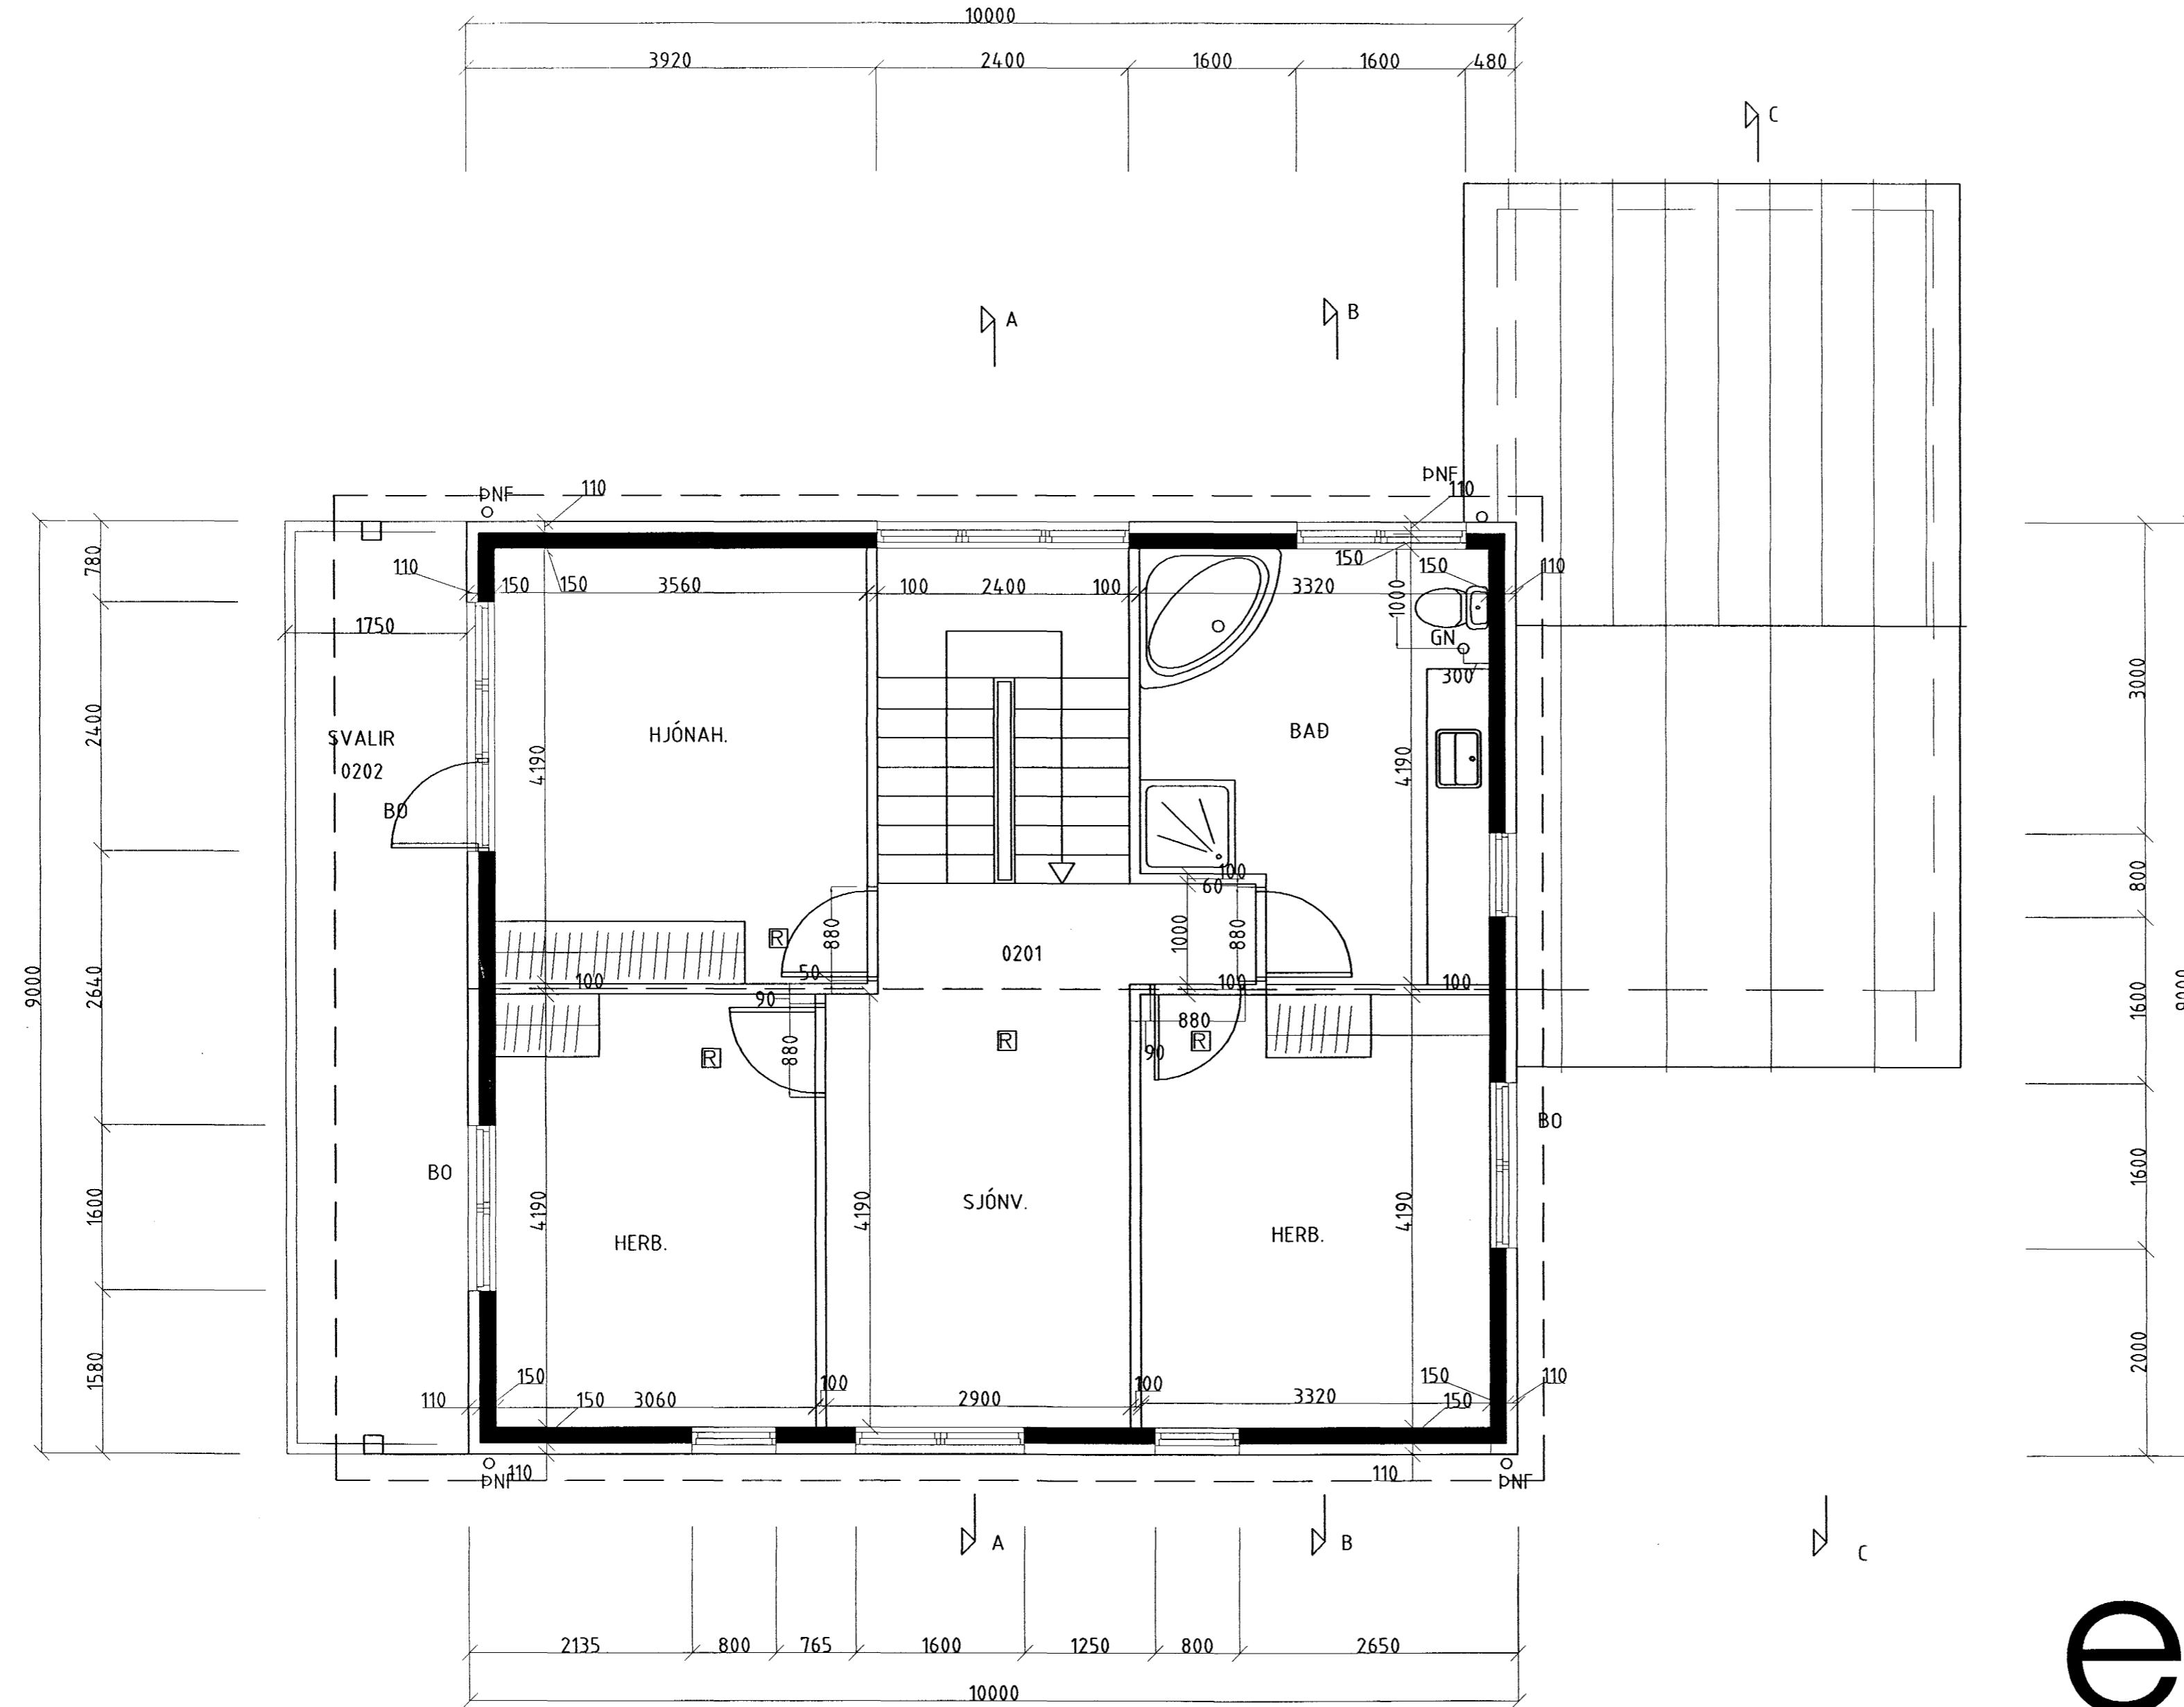 10000
3920 2400 1600 1600 480
C
A B
ÞNF 110 ÞNF 110
780 110 150 150 3560 100 2400 100 150 3320 150 110
1000
1750 GN
300 3000
2400 SVALIR HJÓNAH. BAÐ
0202 4190 4190
BO
100 800
60
R 880 0201 1000 880
9000 2640 50 100 100 100 1600
90 880
R 880 R 90 R
BO
BO 1600
1600 4190 SJÓNV. 4190 4190
HERB. HERB.
1580 150 100 100 150 110 2000
110 150 3060 2900 3320 150
ÞNF 110 110 ÞNF
A B C
2135 800 765 1600 1250 800 2650
10000
e